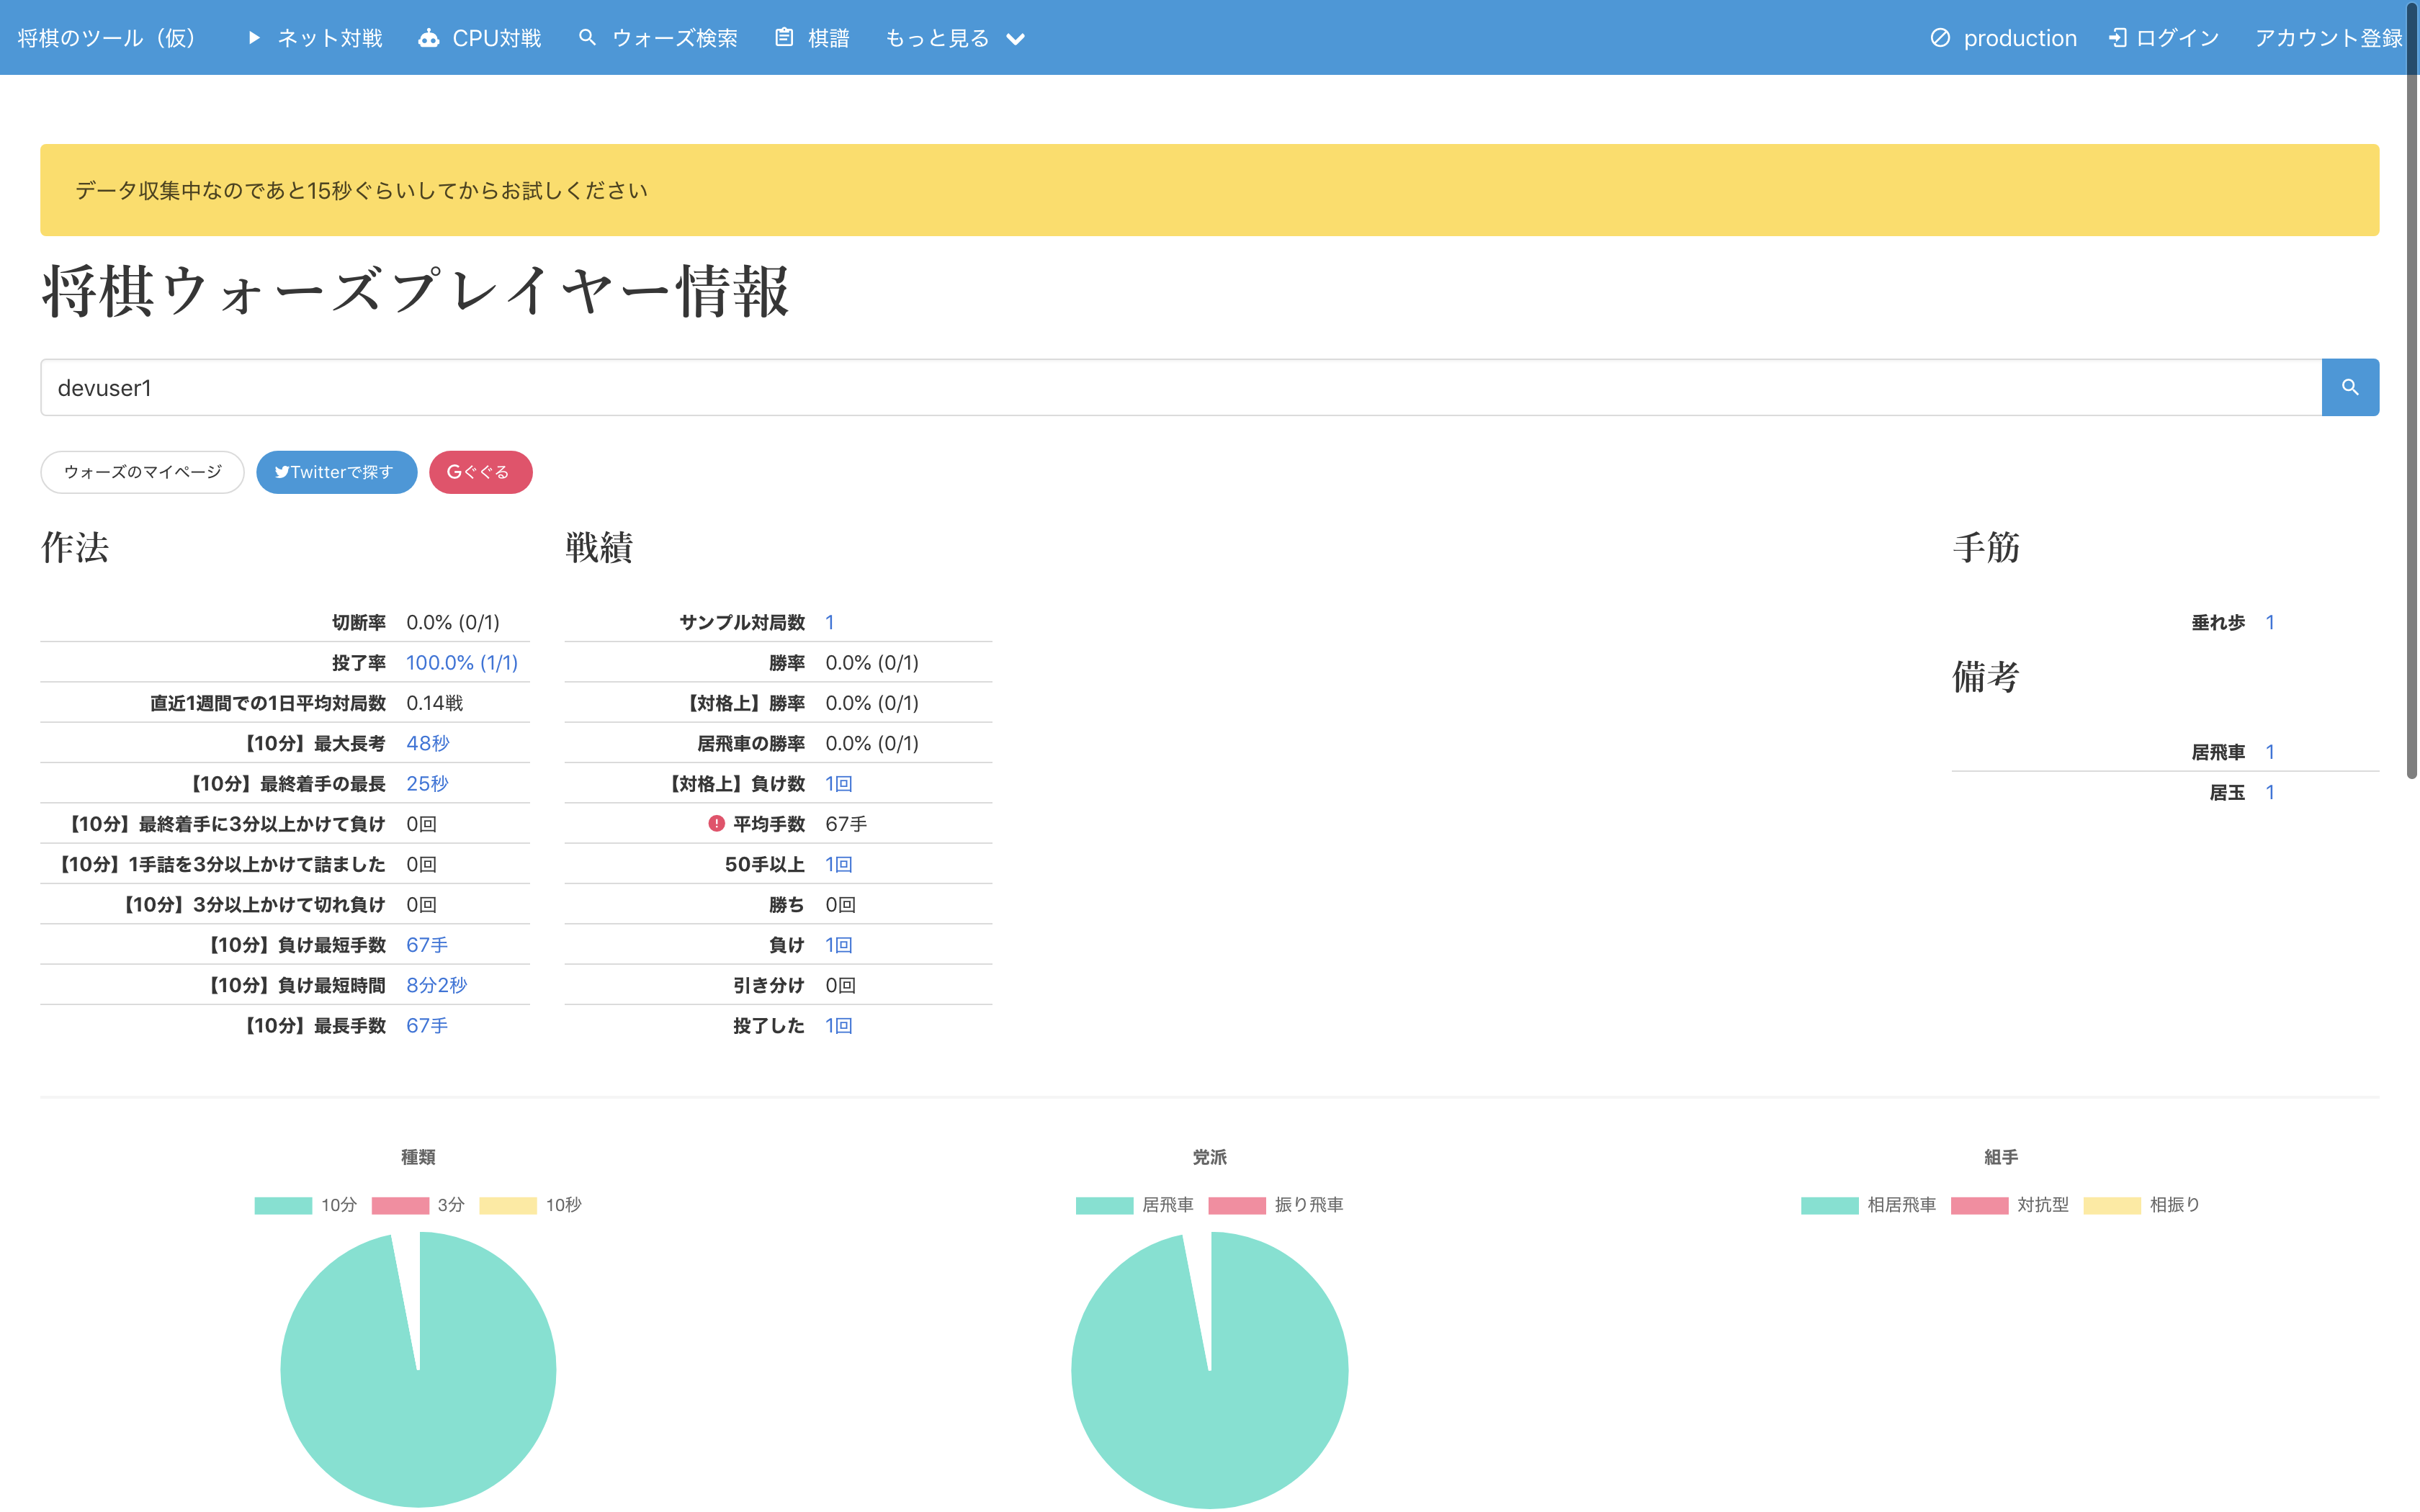 将棋のツール（仮） ネット対戦 CPU対戦 ウォーズ検索 棋譜 もっと見る production ログイン アカウント登録
データ収集中なのであと15秒ぐらいしてからお試しください
将棋ウォーズプレイヤー情報
devuser1
ウォーズのマイページ Twitterで探す ぐぐる
作法
切断率 0.0% (0/1)
投了率 100.0% (1/1)
直近1週間での1日平均対局数 0.14戦
【10分】最大長考 48秒
【10分】最終着手の最長 25秒
【10分】最終着手に3分以上かけて負け 0回
【10分】1手詰を3分以上かけて詰ました 0回
【10分】3分以上かけて切れ負け 0回
【10分】負け最短手数 67手
【10分】負け最短時間 8分2秒
【10分】最長手数 67手
戦績
サンプル対局数 1
勝率 0.0% (0/1)
【対格上】勝率 0.0% (0/1)
居飛車の勝率 0.0% (0/1)
【対格上】負け数 1回
平均手数 67手
50手以上 1回
勝ち 0回
負け 1回
引き分け 0回
投了した 1回
手筋
垂れ歩 1
備考
居飛車 1
居玉 1
種類
10分 3分 10秒
党派
居飛車 振り飛車
組手
相居飛車 対抗型 相振り